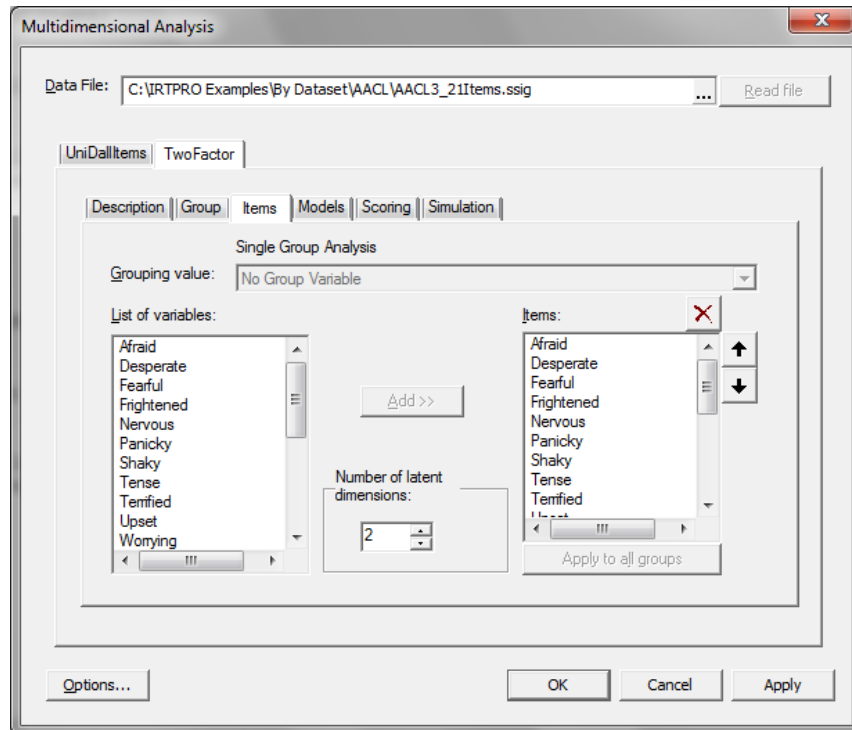 Multidimensional Analysis
Data File: C:\IRTPRO Examples\By Dataset\AACL\AACL3_21Items.ssig ... Read file
UniDallItems TwoFactor
Description Group Items Models Scoring Simulation
Single Group Analysis
Grouping value: No Group Variable
List of variables:
Afraid
Desperate
Fearful
Frightened
Nervous
Panicky
Shaky
Tense
Terrified
Upset
Worrying
Add >>
Number of latent
dimensions:
2
Items:
Afraid
Desperate
Fearful
Frightened
Nervous
Panicky
Shaky
Tense
Terrified
Upset
Apply to all groups
Options... OK Cancel Apply